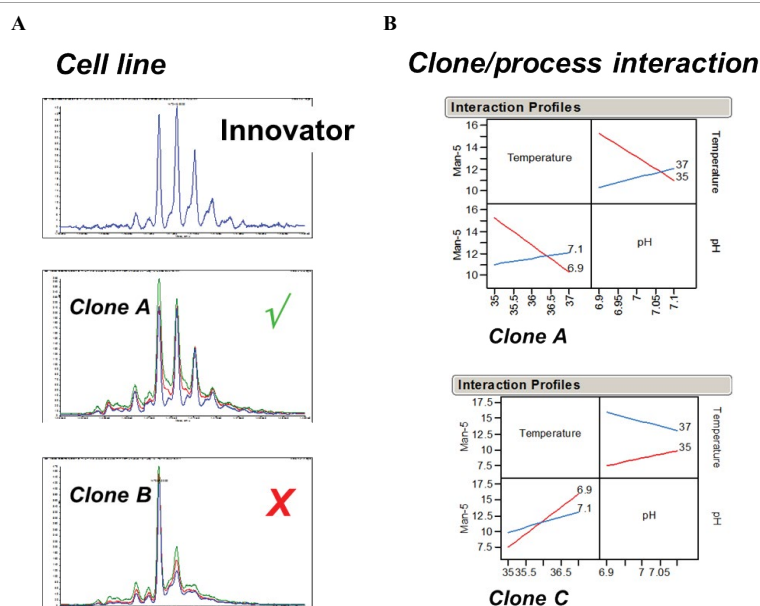 A
Cell line
Innovator
Clone A
√
Clone B
X
B
Clone/process interaction
Interaction Profiles
Man-5
16
14
12
10
Temperature
37
35
Temperature
Man-5
16
14
12
10
7.1
6.9
pH
pH
35
35.5
36
36.5
37
6.9
6.95
7
7.05
7.1
Clone A
Interaction Profiles
Man-5
17.5
15
12.5
10
7.5
Temperature
37
35
Temperature
Man-5
17.5
15
12.5
10
7.5
6.9
7.1
pH
pH
35 35.5 36.5 6.9 7 7.05
Clone C